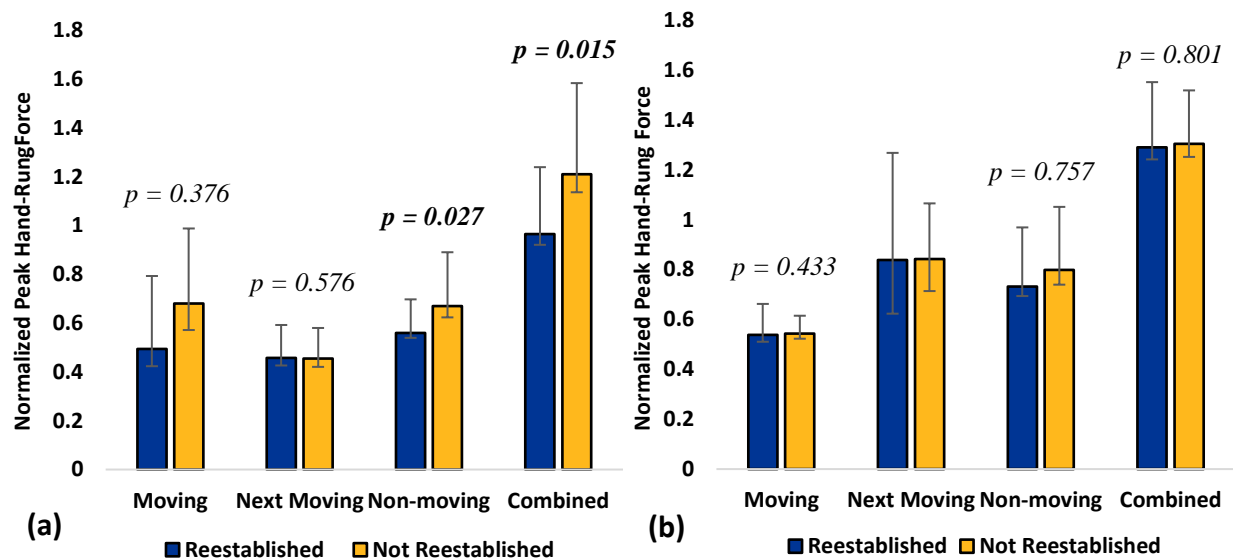 Normalized Peak Hand-RungForce
1.8
1.6
1.4
1.2
1
0.8
0.6
0.4
0.2
0
p = 0.376
p = 0.576
p = 0.027
p = 0.015
Moving Next Moving Non-moving Combined
(a)
Reestablished Not Reestablished
Normalized Peak Hand-Rung Force
1.8
1.6
1.4
1.2
1
0.8
0.6
0.4
0.2
0
p = 0.433
p = 0.757
p = 0.801
Moving Next Moving Non-moving Combined
(b)
Reestablished Not Reestablished